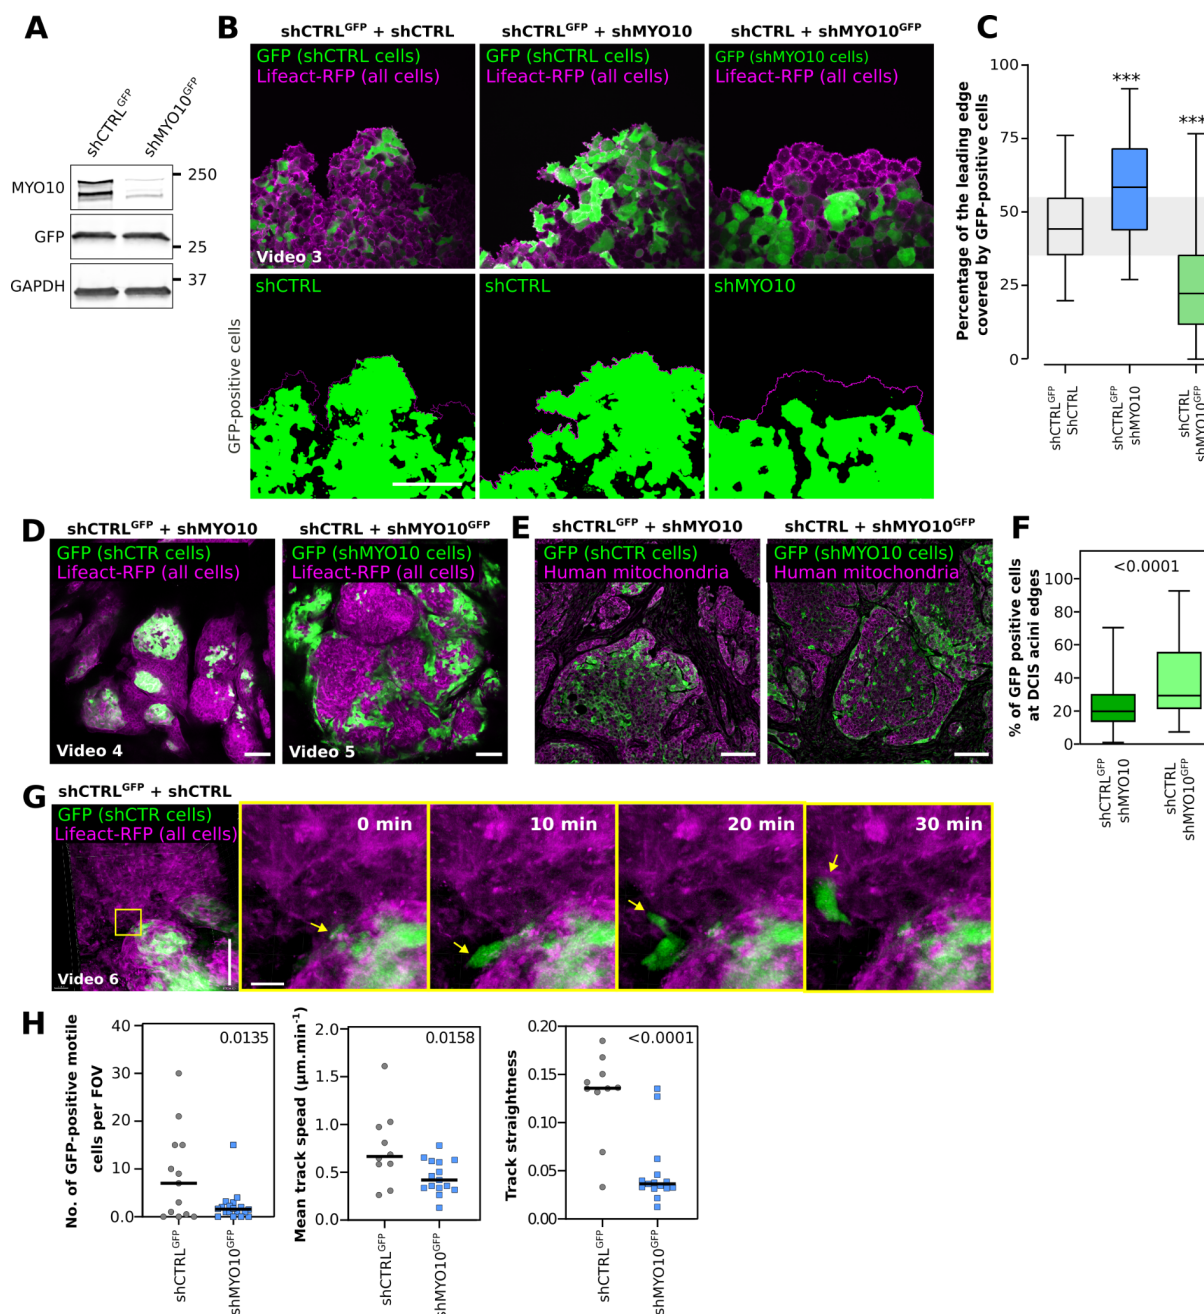 A
shCTRL^GFP
shMYO10^GFP
MYO10
250
GFP
25
GAPDH
37
B
shCTRL^GFP + shCTRL
shCTRL^GFP + shMYO10
shCTRL + shMYO10^GFP
GFP (shCTRL cells)
Lifeact-RFP (all cells)
GFP (shCTRL cells)
Lifeact-RFP (all cells)
GFP (shMYO10 cells)
Lifeact-RFP (all cells)
Video 3
GFP-positive cells
shCTRL
shCTRL
shMYO10
C
Percentage of the leading edge
covered by GFP-positive cells
100
75
50
25
0
***
***
shCTRL^GFP
shCTRL
shCTRL^GFP
shMYO10
shCTRL
shMYO10^GFP
D
shCTRL^GFP + shMYO10
shCTRL + shMYO10^GFP
GFP (shCTR cells)
Lifeact-RFP (all cells)
GFP (shMYO10 cells)
Lifeact-RFP (all cells)
Video 4
Video 5
E
shCTRL^GFP + shMYO10
shCTRL + shMYO10^GFP
GFP (shCTR cells)
Human mitochondria
GFP (shMYO10 cells)
Human mitochondria
F
% of GFP positive cells
at DCIS acini edges
<0.0001
100
80
60
40
20
0
shCTRL^GFP
shMYO10
shCTRL
shMYO10^GFP
G
shCTRL^GFP + shCTRL
GFP (shCTR cells)
Lifeact-RFP (all cells)
Video 6
0 min
10 min
20 min
30 min
H
No. of GFP-positive motile
cells per FOV
40
30
20
10
0.0
0.0135
shCTRL^GFP
shMYO10^GFP
Mean track spead (µm.min⁻¹)
2.0
1.5
1.0
0.5
0.0
0.0158
shCTRL^GFP
shMYO10^GFP
Track straightness
0.20
0.15
0.10
0.05
0.00
<0.0001
shCTRL^GFP
shMYO10^GFP